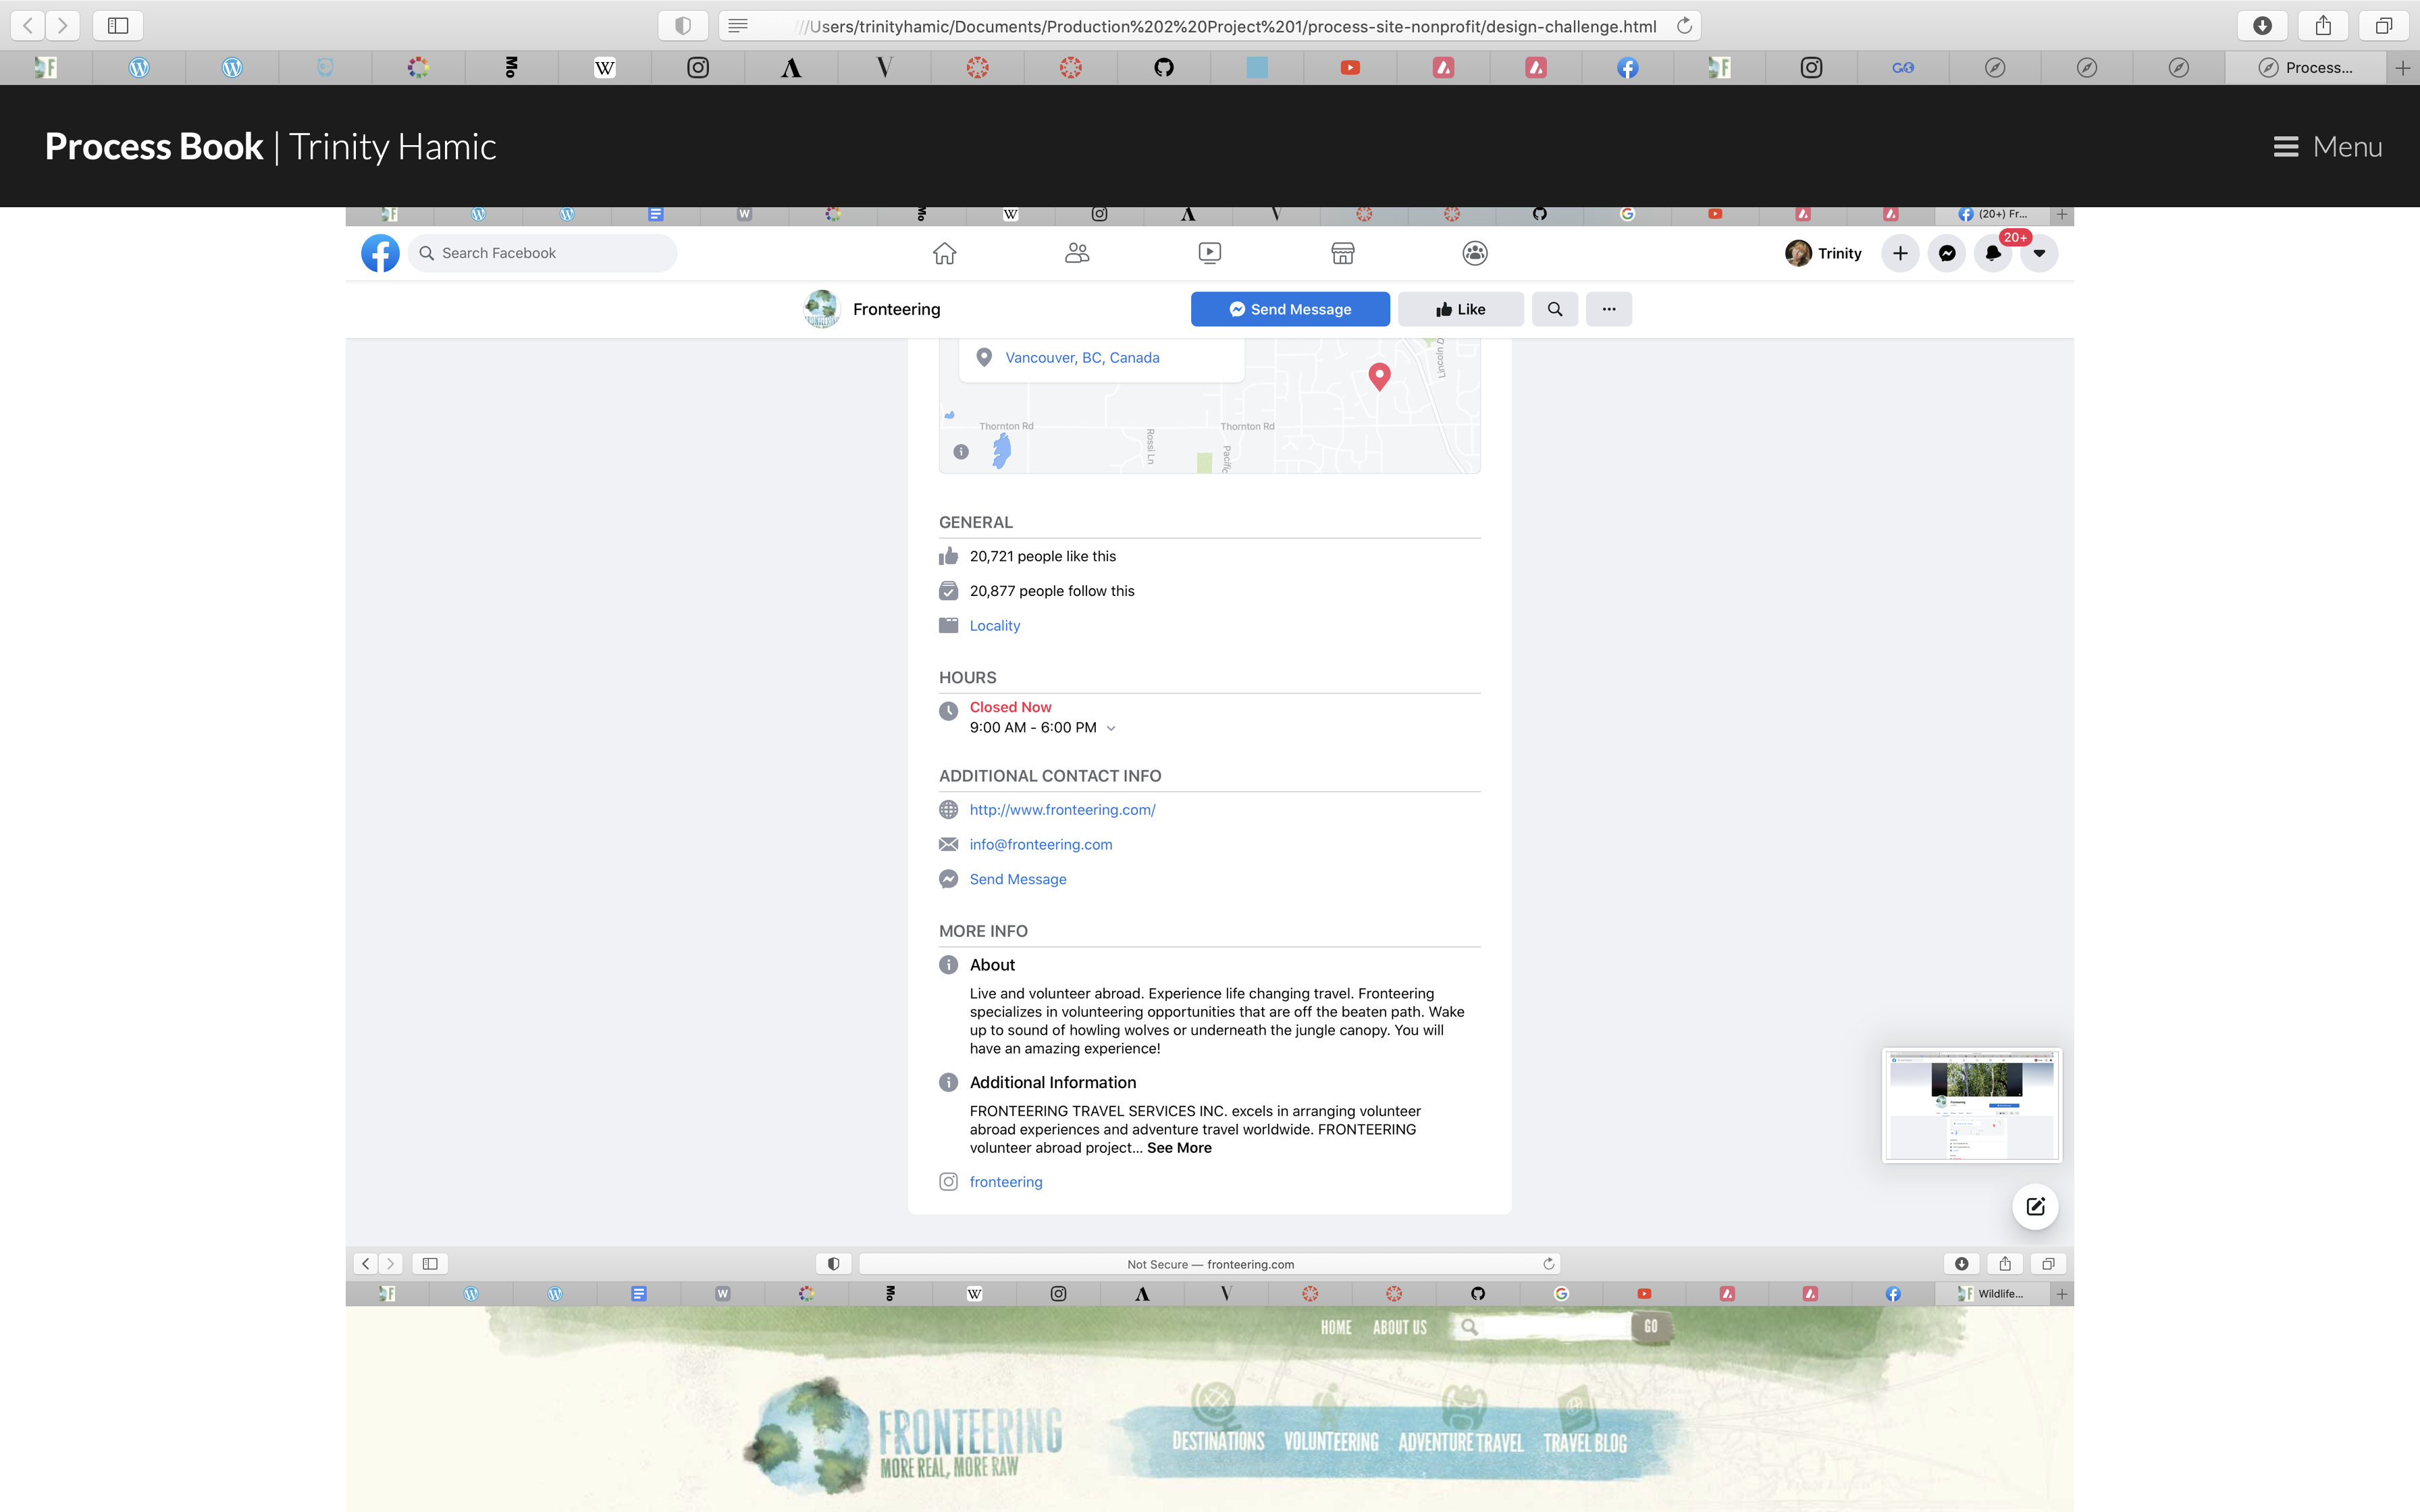 ///Users/trinityhamic/Documents/Production%202%20Project%201/process-site-nonprofit/design-challenge.html
Process...
Process Book | Trinity Hamic
Menu
(20+) Fr...
Search Facebook
Trinity
20+
Fronteering
Send Message
Like
Vancouver, BC, Canada
Lincoln D
Thornton Rd
Thornton Rd
Rossi Ln
Pacific
GENERAL
20,721 people like this
20,877 people follow this
Locality
HOURS
Closed Now
9:00 AM - 6:00 PM
ADDITIONAL CONTACT INFO
http://www.fronteering.com/
info@fronteering.com
Send Message
MORE INFO
About
Live and volunteer abroad. Experience life changing travel. Fronteering
specializes in volunteering opportunities that are off the beaten path. Wake
up to sound of howling wolves or underneath the jungle canopy. You will
have an amazing experience!
Additional Information
FRONTEERING TRAVEL SERVICES INC. excels in arranging volunteer
abroad experiences and adventure travel worldwide. FRONTEERING
volunteer abroad project... See More
fronteering
Not Secure — fronteering.com
Wildlife...
HOME ABOUT US GO
FRONTEERING
MORE REAL, MORE RAW
DESTINATIONS VOLUNTEERING ADVENTURE TRAVEL TRAVEL BLOG